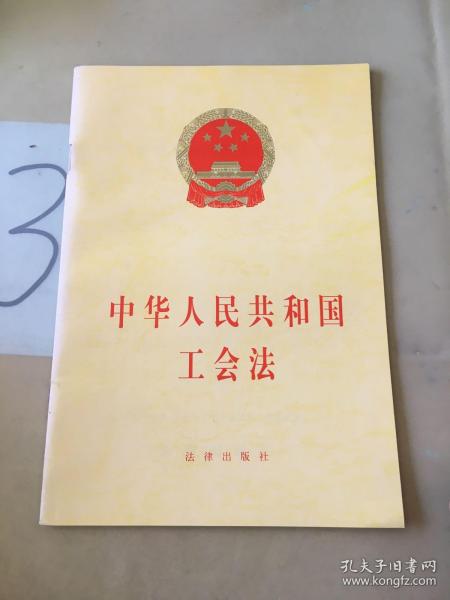 3
中华人民共和国
工会法
法律出版社
孔夫子旧书网
www.kongfz.com